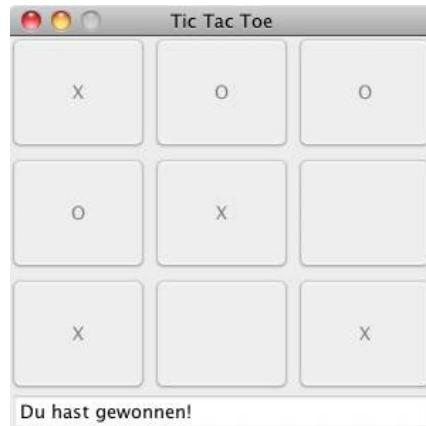 Tic Tac Toe
X O O
O X
X X
Du hast gewonnen!